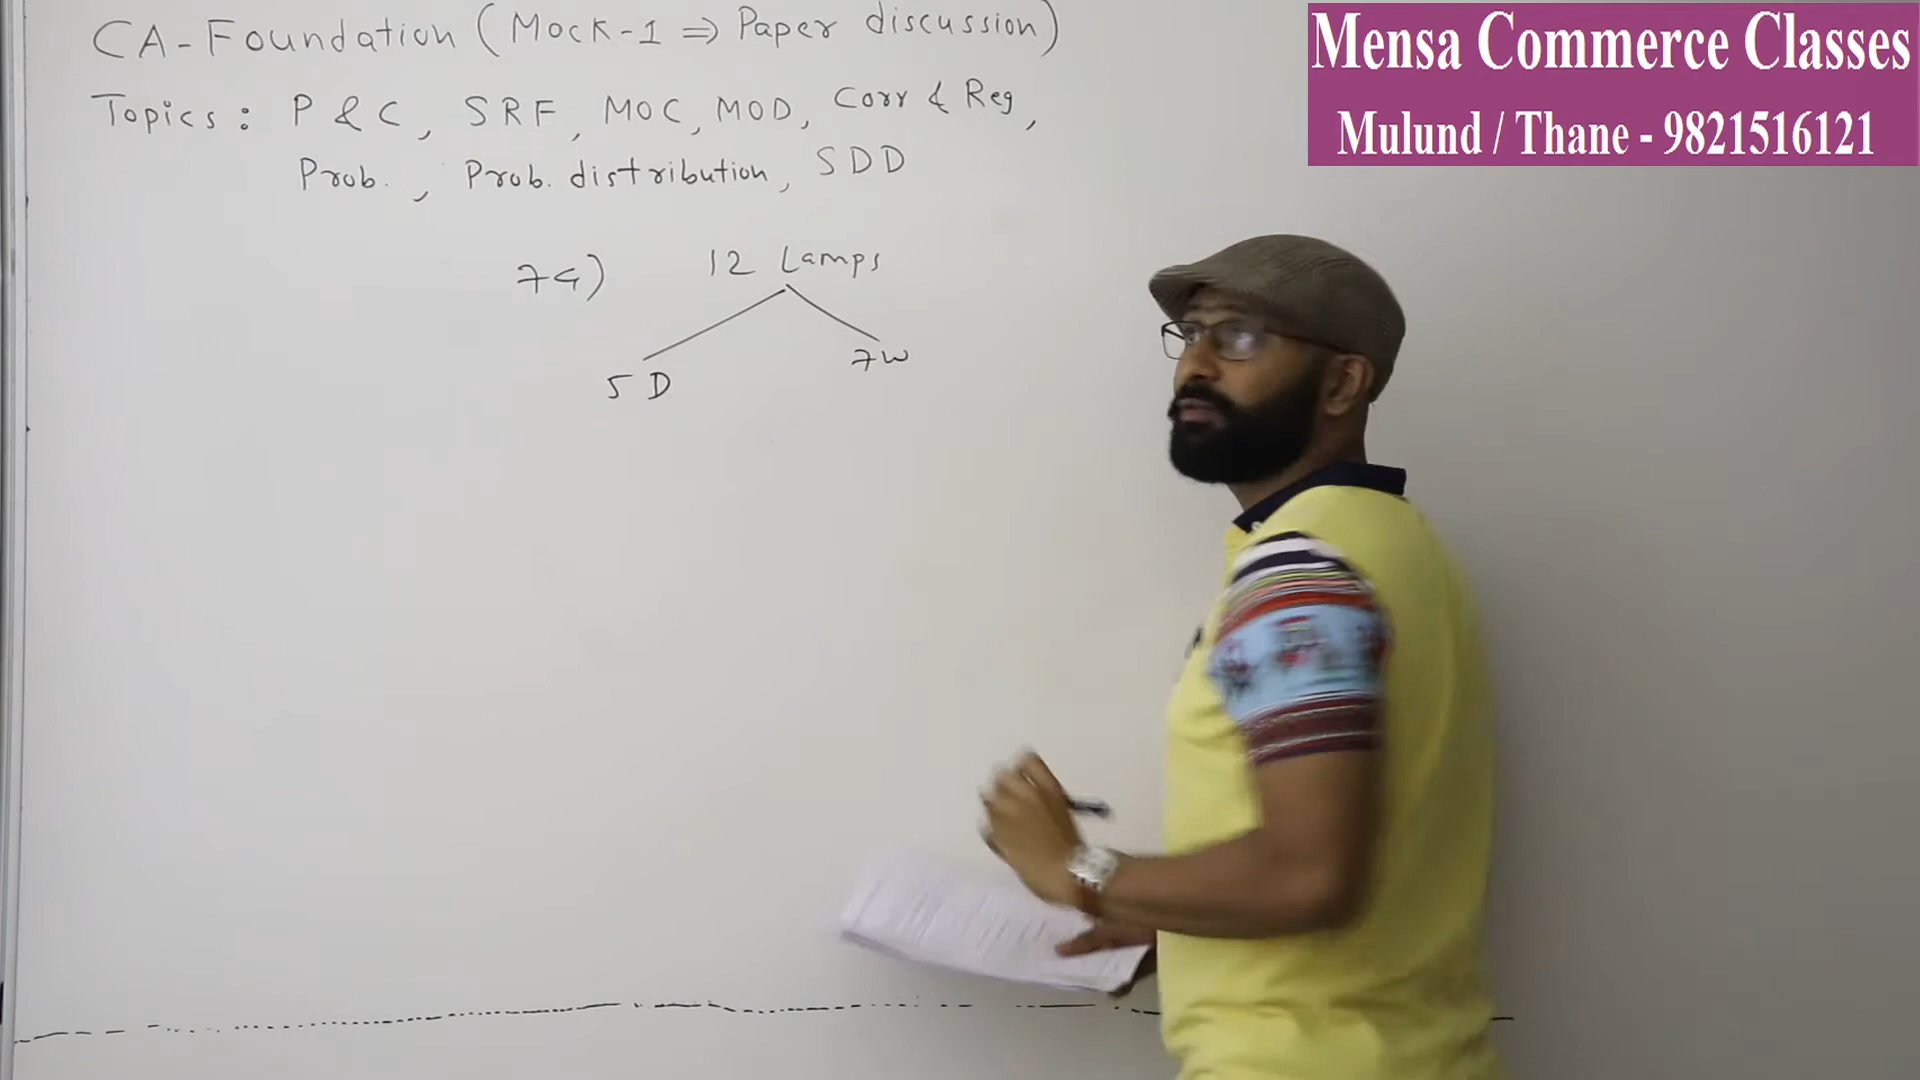 CA-Foundation (Mock-1 ⇒ Paper discussion)
Topics: P & C, SRF, MOC, MOD, Corr & Reg,
Prob., Prob. distribution, SDD
74) 12 Lamps
5 D 7W
Mensa Commerce Classes
Mulund / Thane - 9821516121